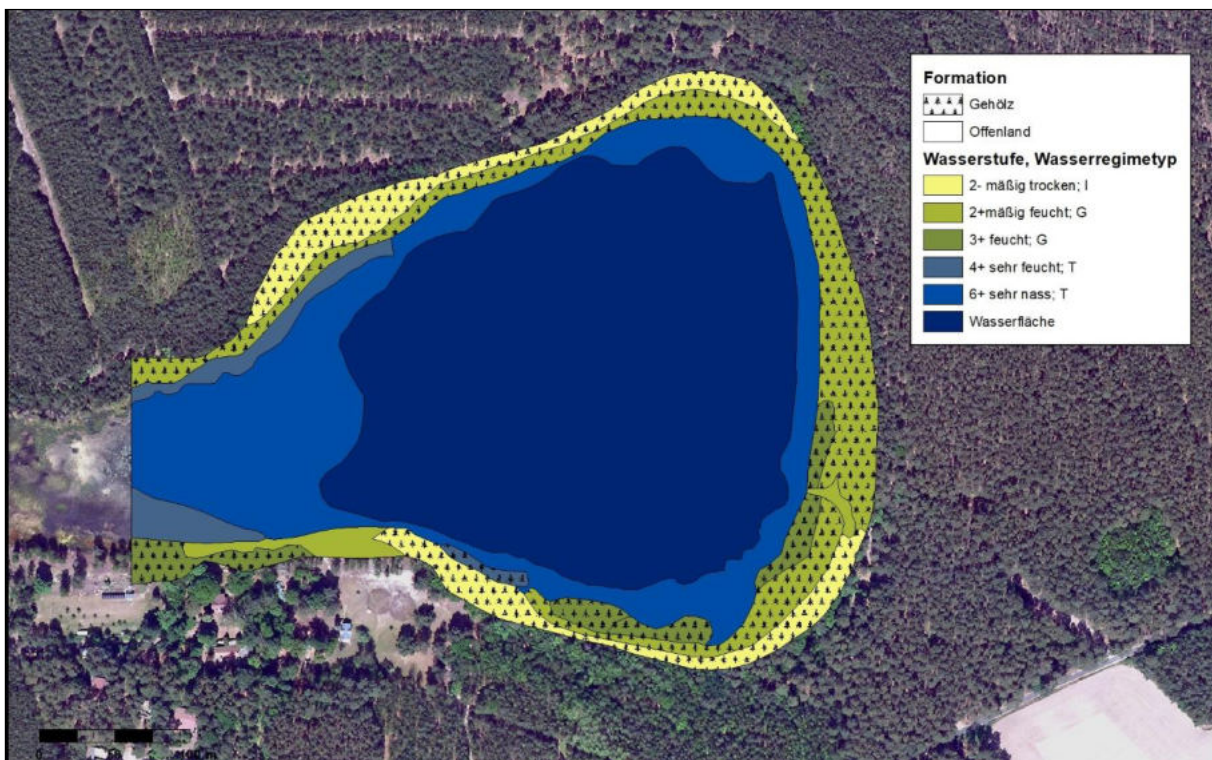 Formation
Gehölz
Offenland
Wasserstufe, Wasserregimetyp
2- mäßig trocken; I
2+mäßig feucht; G
3+ feucht; G
4+ sehr feucht; T
6+ sehr nass; T
Wasserfläche
0 m